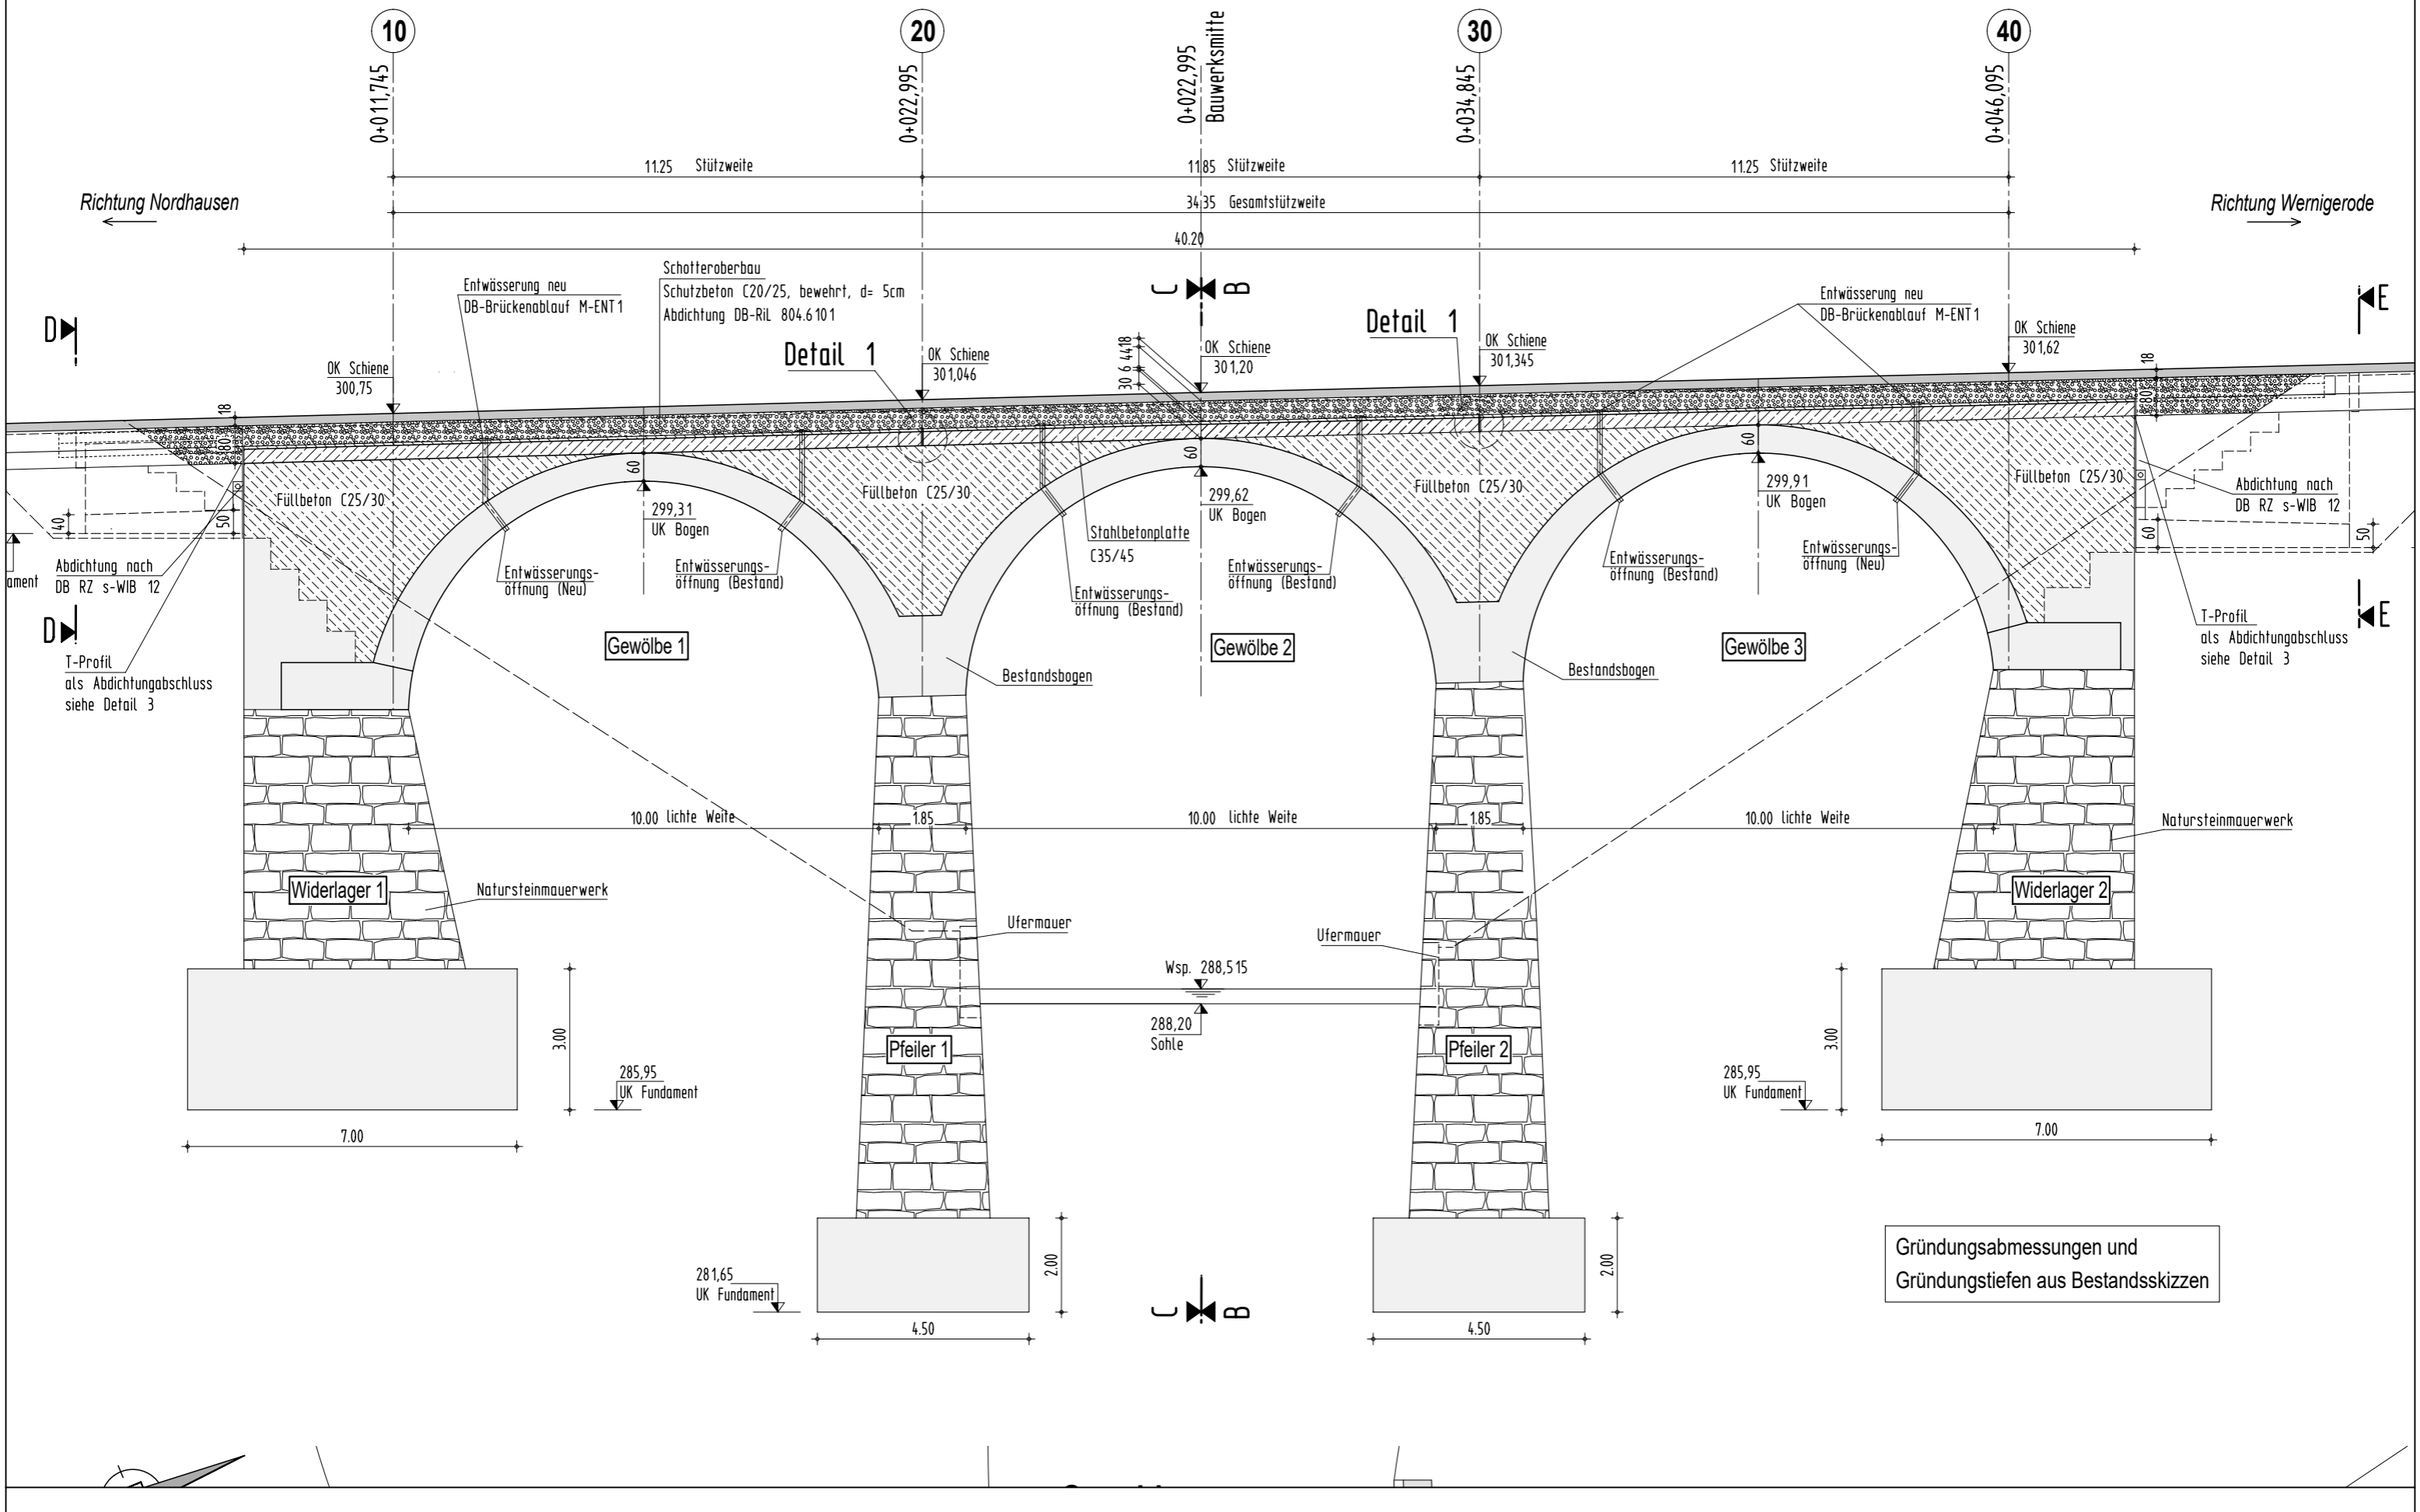 10
20
30
40
0+011,745
0+022,995
0+022,995
Bauwerksmitte
0+034,845
0+046,095
11.25 Stützweite
11.85 Stützweite
11.25 Stützweite
Richtung Nordhausen
34.35 Gesamtstützweite
Richtung Wernigerode
40.20
Entwässerung neu
DB-Brückenablauf M-ENT1
Schotteroberbau
Schutzbeton C20/25, bewehrt, d= 5cm
Abdichtung DB-Ril 804.6101
C B
Entwässerung neu
DB-Brückenablauf M-ENT1
D
E
Detail 1
Detail 1
OK Schiene
300,75
OK Schiene
301,046
30 6 44 18
OK Schiene
301,20
OK Schiene
301,345
OK Schiene
301,62
18
80
18
80
60
60
60
Füllbeton C25/30
Füllbeton C25/30
Füllbeton C25/30
Füllbeton C25/30
299,31
UK Bogen
299,62
UK Bogen
299,91
UK Bogen
40
50
60
50
Abdichtung nach
DB RZ s-WIB 12
Abdichtung nach
DB RZ s-WIB 12
ament
Stahlbetonplatte
C35/45
Entwässerungs-
öffnung (Neu)
Entwässerungs-
öffnung (Bestand)
Entwässerungs-
öffnung (Bestand)
Entwässerungs-
öffnung (Bestand)
Entwässerungs-
öffnung (Bestand)
Entwässerungs-
öffnung (Neu)
D
E
Gewölbe 1
Gewölbe 2
Gewölbe 3
T-Profil
als Abdichtungabschluss
siehe Detail 3
T-Profil
als Abdichtungabschluss
siehe Detail 3
Bestandsbogen
Bestandsbogen
10.00 lichte Weite
1.85
10.00 lichte Weite
1.85
10.00 lichte Weite
Natursteinmauerwerk
Widerlager 1
Natursteinmauerwerk
Widerlager 2
Ufermauer
Ufermauer
Wsp. 288,515
288,20
Sohle
3.00
3.00
Pfeiler 1
Pfeiler 2
285,95
UK Fundament
285,95
UK Fundament
7.00
7.00
281,65
UK Fundament
2.00
2.00
C B
4.50
4.50
Gründungsabmessungen und
Gründungstiefen aus Bestandsskizzen